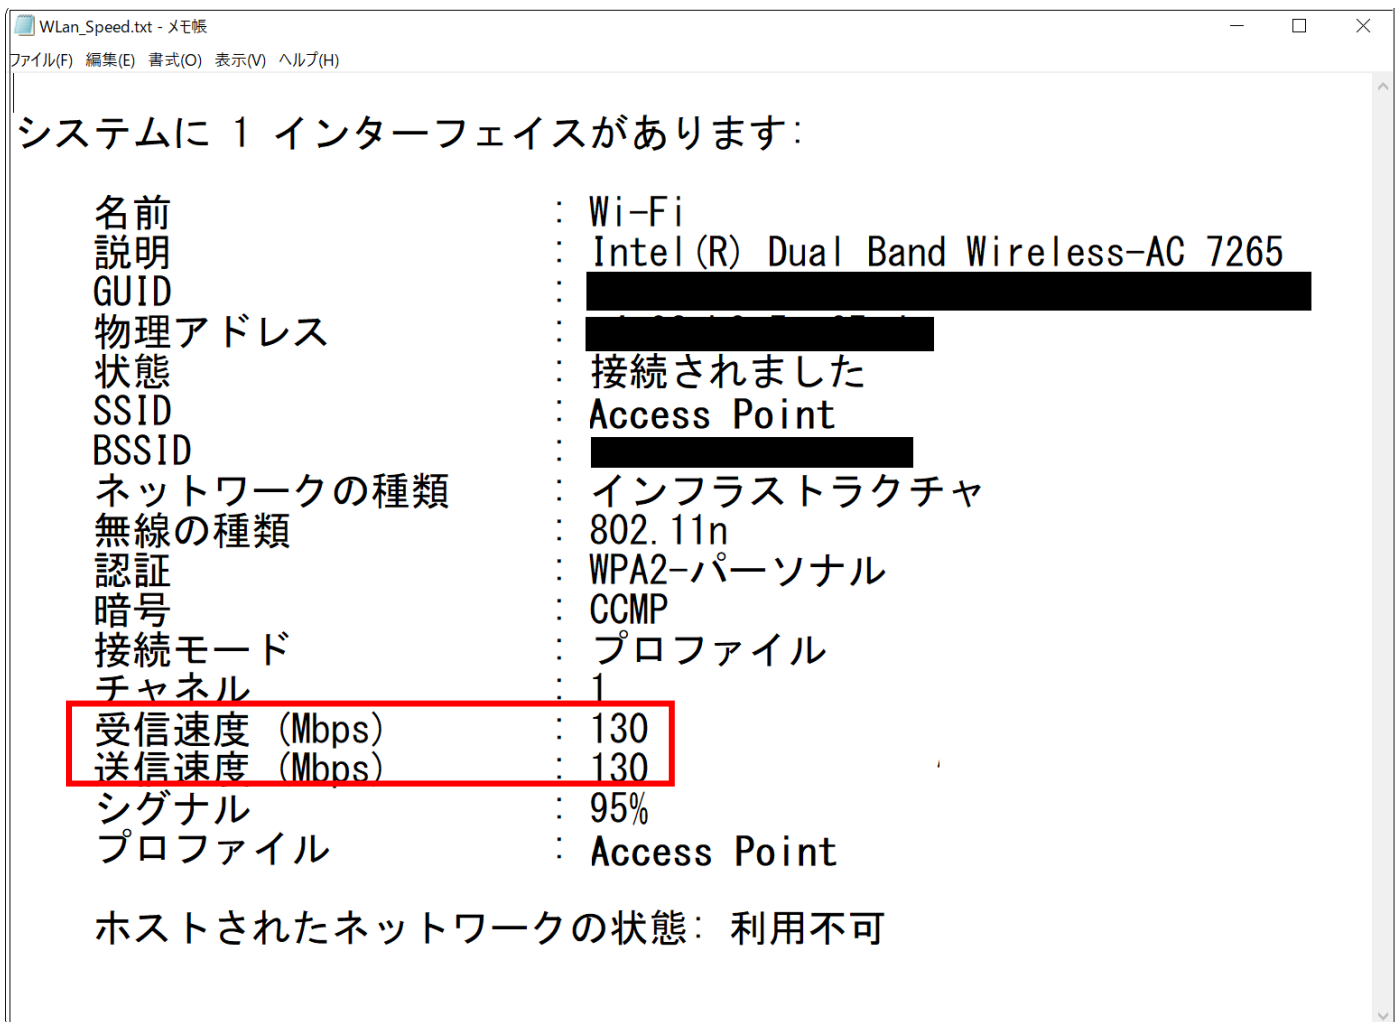 WLan_Speed.txt - メモ帳
ファイル(F) 編集(E) 書式(O) 表示(V) ヘルプ(H)
システムに 1 インターフェイスがあります:
名前 : Wi-Fi
説明 : Intel(R) Dual Band Wireless-AC 7265
GUID :
物理アドレス :
状態 : 接続されました
SSID : Access Point
BSSID :
ネットワークの種類 : インフラストラクチャ
無線の種類 : 802.11n
認証 : WPA2-パーソナル
暗号 : CCMP
接続モード : プロファイル
チャネル : 1
受信速度 (Mbps) : 130
送信速度 (Mbps) : 130
シグナル : 95%
プロファイル : Access Point
ホストされたネットワークの状態: 利用不可